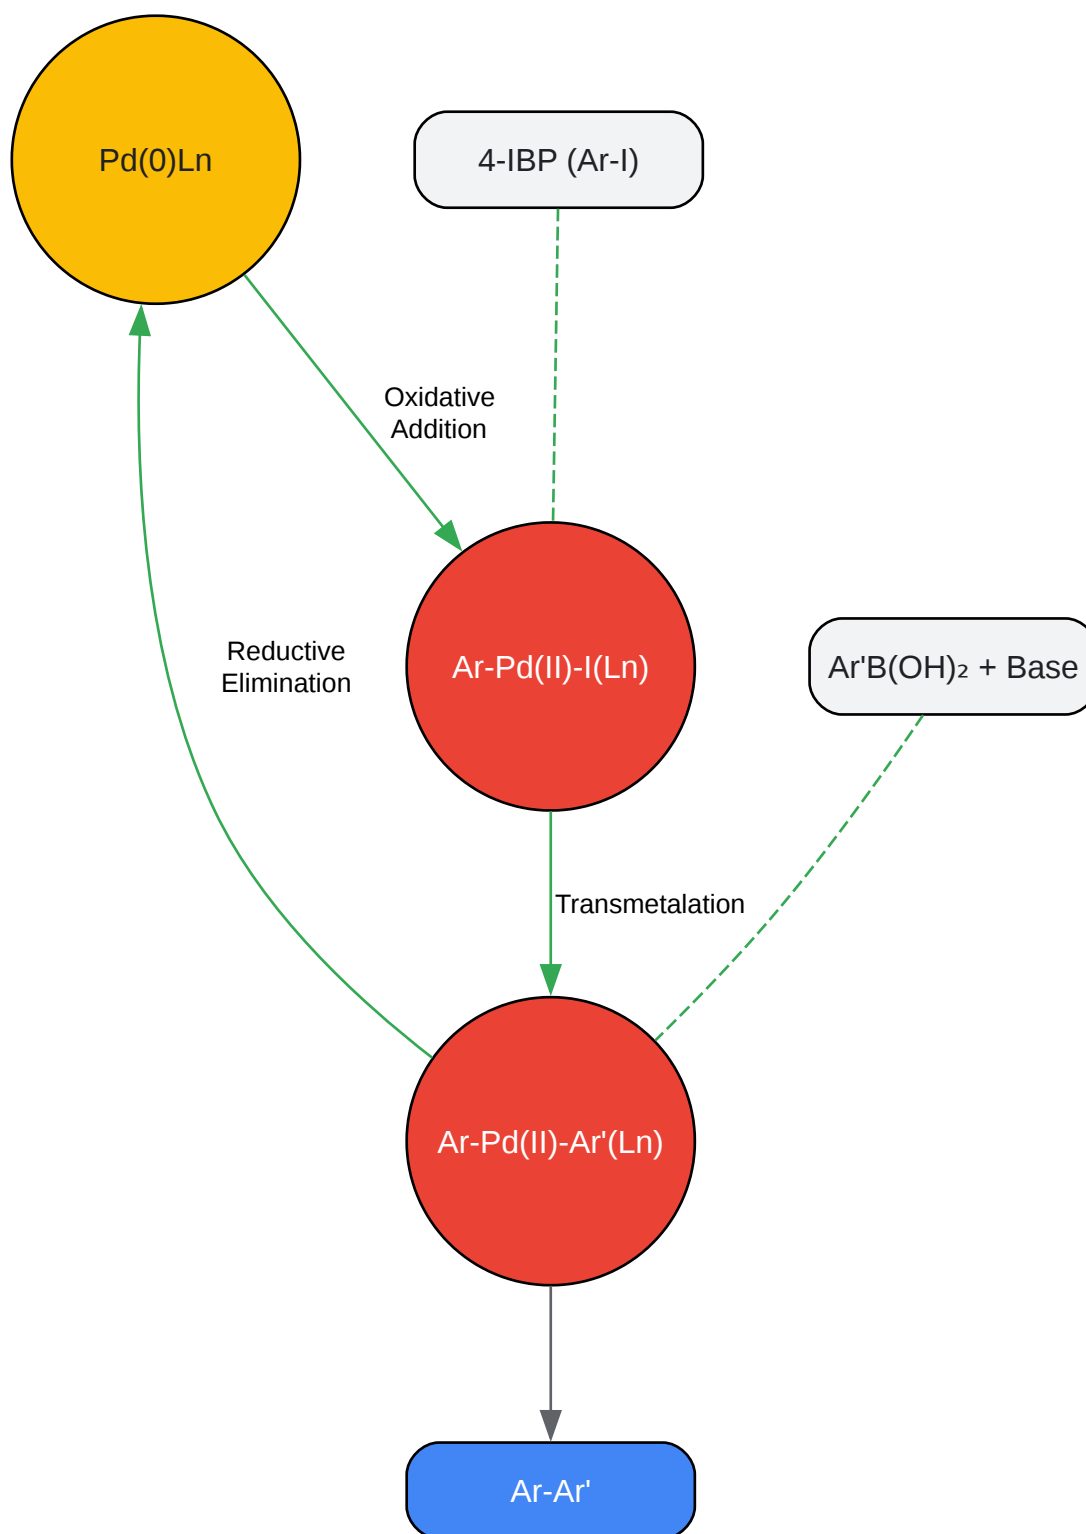 Pd(0)Ln
4-IBP (Ar-I)
Oxidative
Addition
Reductive
Elimination
Ar-Pd(II)-I(Ln)
Ar'B(OH)₂ + Base
Transmetalation
Ar-Pd(II)-Ar'(Ln)
Ar-Ar'